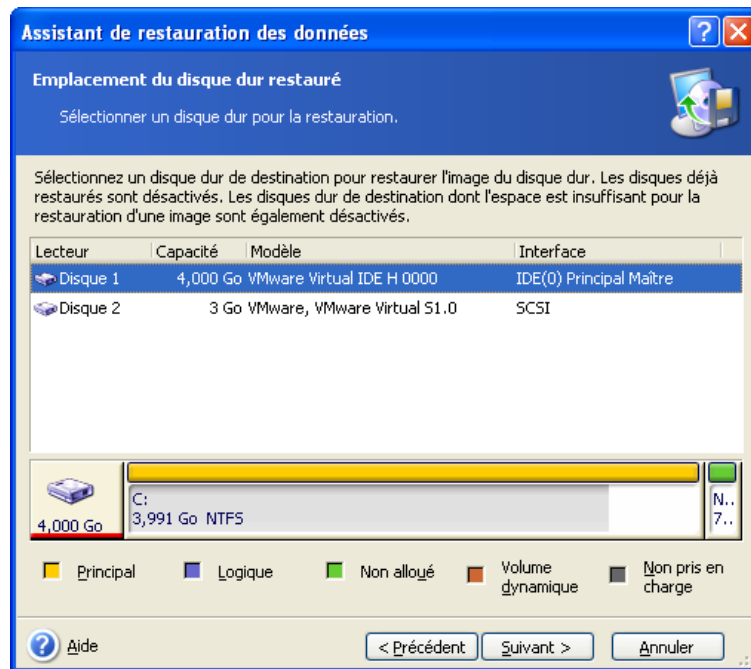 Assistant de restauration des données
Emplacement du disque dur restauré
Sélectionner un disque dur pour la restauration.
Sélectionnez un disque dur de destination pour restaurer l'image du disque dur. Les disques déjà
restaurés sont désactivés. Les disques dur de destination dont l'espace est insuffisant pour la
restauration d'une image sont également désactivés.
Lecteur Capacité Modèle Interface
Disque 1 4,000 Go VMware Virtual IDE H 0000 IDE(0) Principal Maître
Disque 2 3 Go VMware, VMware Virtual S1.0 SCSI
4,000 Go
C:
3,991 Go NTFS
N..
7..
Principal Logique Non alloué Volume dynamique Non pris en charge
Aide < Précédent Suivant > Annuler